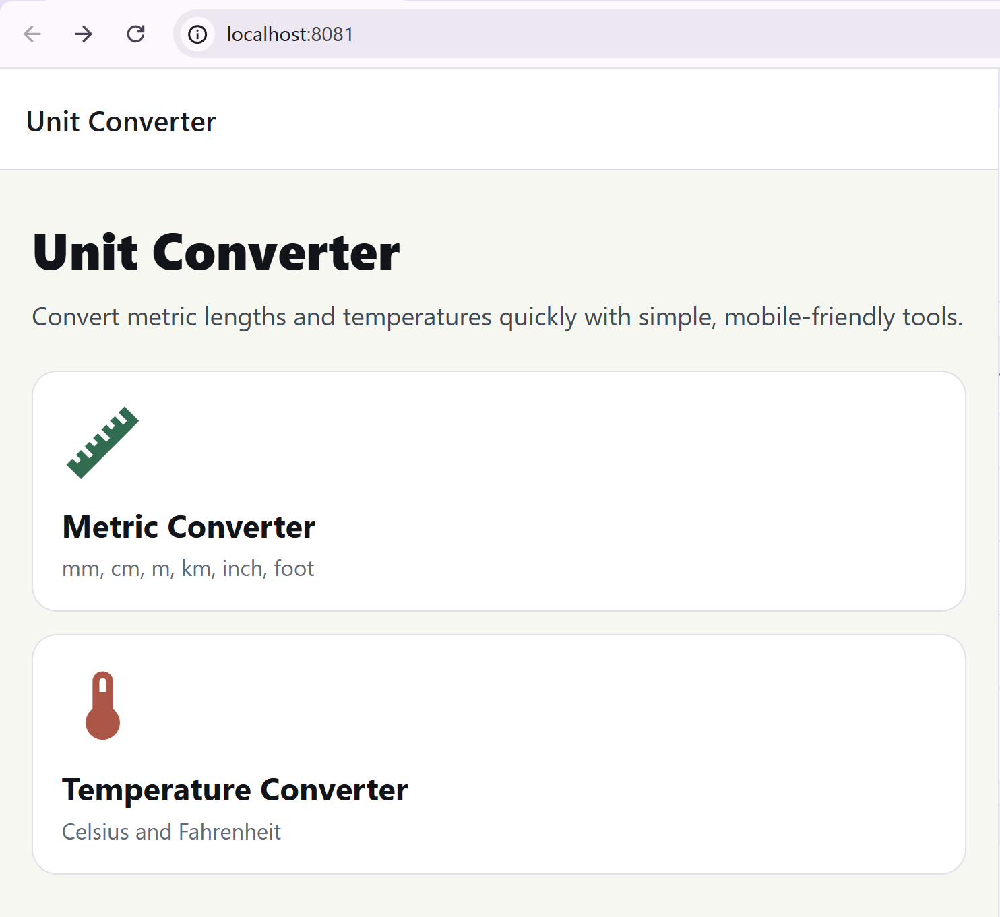 localhost:8081
Unit Converter
Unit Converter
Convert metric lengths and temperatures quickly with simple, mobile-friendly tools.
Metric Converter
mm, cm, m, km, inch, foot
Temperature Converter
Celsius and Fahrenheit